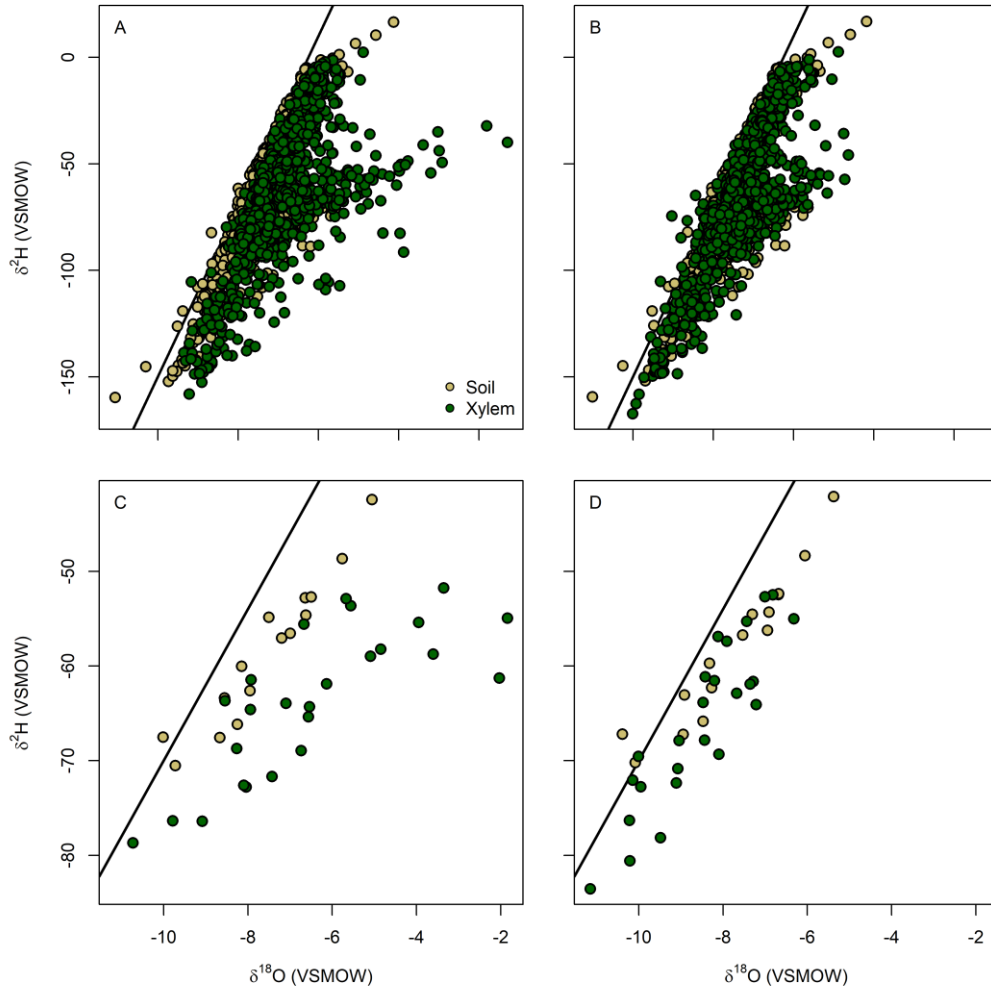 A
B
δ²H (VSMOW)
0
-50
-100
-150
Soil
Xylem
C
D
δ²H (VSMOW)
-50
-60
-70
-80
-10 -8 -6 -4 -2 -10 -8 -6 -4 -2
δ¹⁸O (VSMOW) δ¹⁸O (VSMOW)